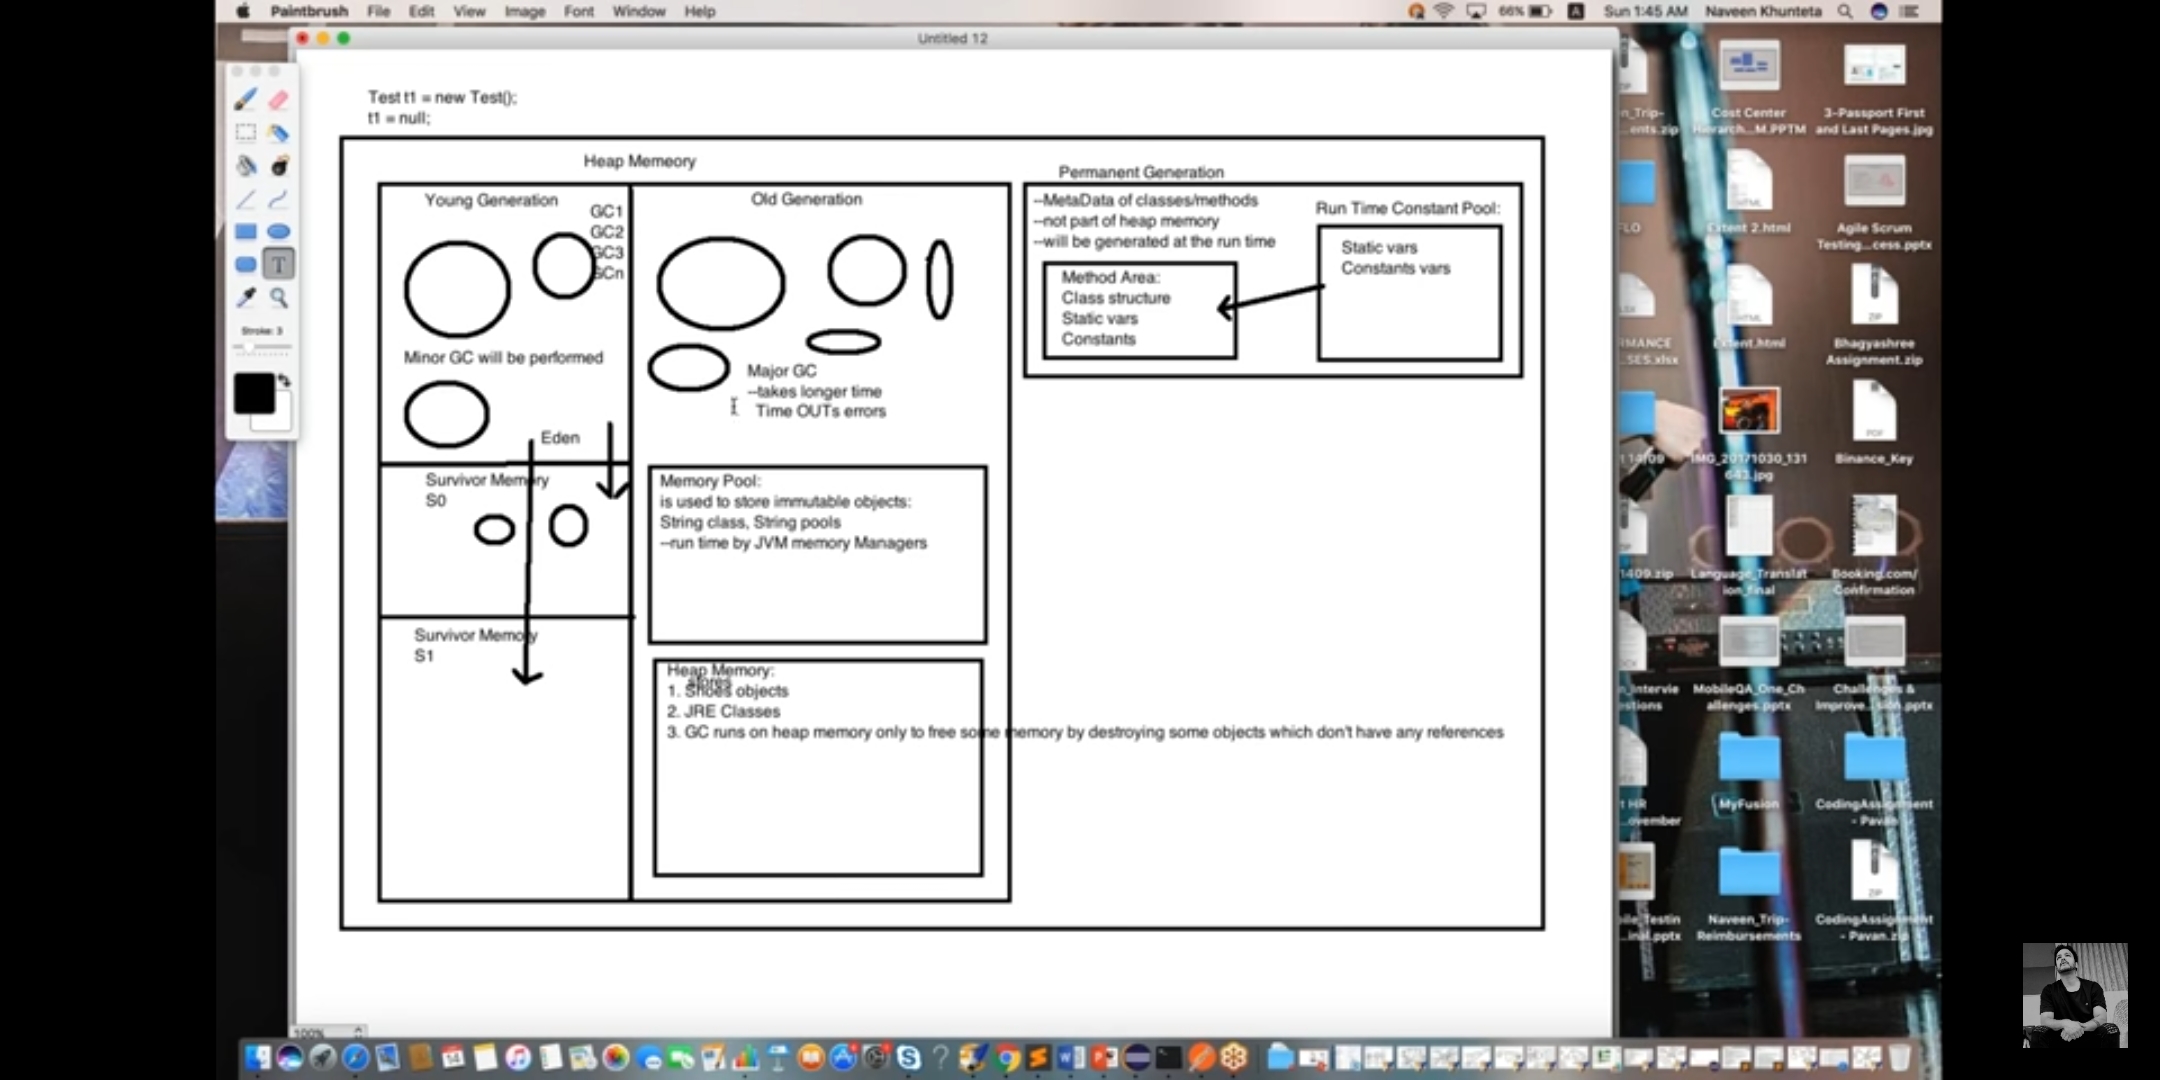 Paintbrush File Edit View Image Font Window Help
66% A Sun 1:45 AM Naveen Khunteta
Untitled 12
Test t1 = new Test();
t1 = null;
Heap Memeory
Young Generation
GC1
GC2
GC3
GCn
Minor GC will be performed
Eden
Survivor Memory
S0
Survivor Memory
S1
Old Generation
Major GC
--takes longer time
Time OUTs errors
Memory Pool:
is used to store immutable objects:
String class, String pools
--run time by JVM memory Managers
Heap Memory:
stores
1. Shoes objects
2. JRE Classes
3. GC runs on heap memory only to free some memory by destroying some objects which don't have any references
Permanent Generation
--MetaData of classes/methods
--not part of heap memory
--will be generated at the run time
Method Area:
Class structure
Static vars
Constants
Run Time Constant Pool:
Static vars
Constants vars
T
Stroke: 3
100%
n_Trip-
...ents.zip
Cost Center
Hierarch...M.PPTM
3-Passport First
and Last Pages.jpg
FLO
Extent 2.html
Agile Scrum
Testing...cess.pptx
RMANCE
...SES.xlsx
Extent.html
Bhagyashree
Assignment.zip
IMG_20171030_131
643.jpg
Binance_Key
1409.zip
Language_Translat
ion_final
Booking.com/
Confirmation
n_Intervie
estions
MobileQA_One_Ch
allenges.pptx
Challenges &
Improve...sion.pptx
t HR
...ovember
MyFusion
CodingAssignment
- Pavan
bile_Testin
...inal.pptx
Naveen_Trip-
Reimbursements
CodingAssignment
- Pavan.zip